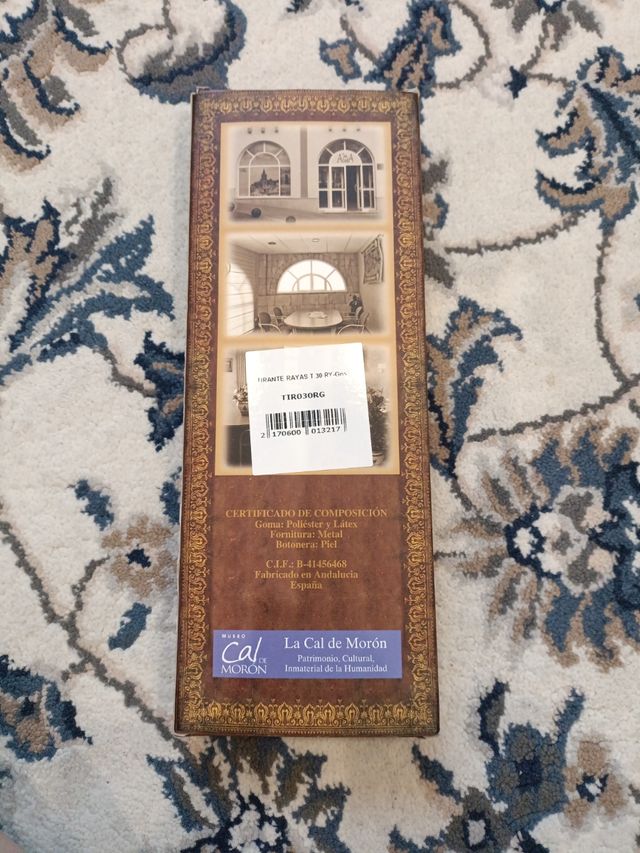 TIRANTE RAYAS T 30 RY-Gris
TIR030RG
2 170600 013217
CERTIFICADO DE COMPOSICIÓN
Goma: Poliéster y Látex
Fornitura: Metal
Botonera: Piel
C.I.F.: B-41456468
Fabricado en Andalucia
España
MUSEO
Cal DE
MORÓN
La Cal de Morón
Patrimonio, Cultural,
Inmaterial de la Humanidad